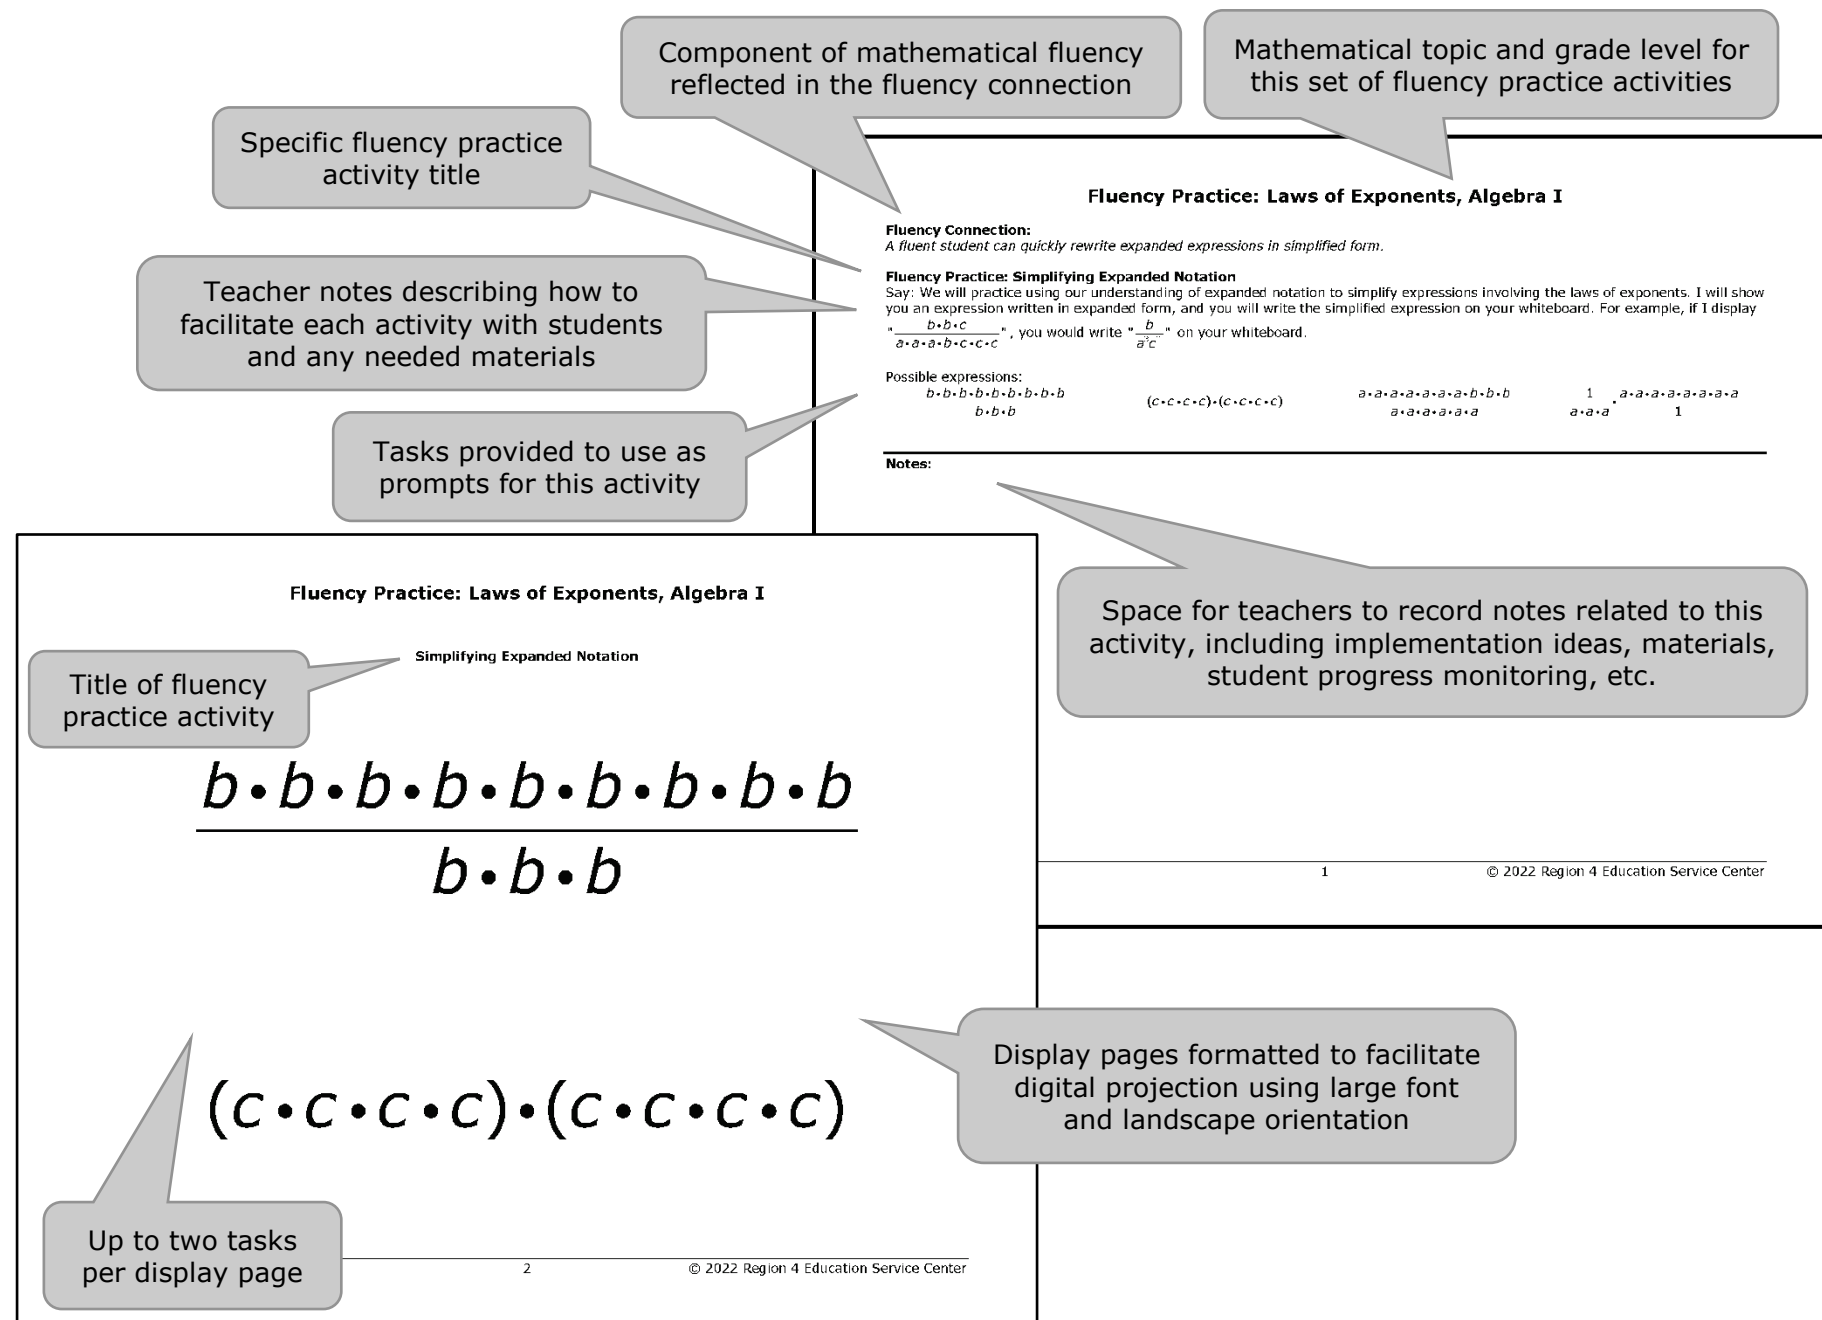 Component of mathematical fluency
reflected in the fluency connection
Mathematical topic and grade level for
this set of fluency practice activities
Specific fluency practice
activity title
Teacher notes describing how to
facilitate each activity with students
and any needed materials
Tasks provided to use as
prompts for this activity
Fluency Practice: Laws of Exponents, Algebra I
Fluency Connection:
A fluent student can quickly rewrite expanded expressions in simplified form.
Fluency Practice: Simplifying Expanded Notation
Say: We will practice using our understanding of expanded notation to simplify expressions involving the laws of exponents. I will show
you an expression written in expanded form, and you will write the simplified expression on your whiteboard. For example, if I display
b•b•c
" ", you would write " b " on your whiteboard.
a•a•a•b•c•c•c
Possible expressions:
b•b•b•b•b•b•b•b•b
b•b•b
(c•c•c•c)•(c•c•c•c)
a•a•a•a•a•a•a•b•b•b
a•a•a•a•a•a
1 • a•a•a•a•a•a•a•a
a•a•a 1
Notes:
Space for teachers to record notes related to this
activity, including implementation ideas, materials,
student progress monitoring, etc.
1 © 2022 Region 4 Education Service Center
Fluency Practice: Laws of Exponents, Algebra I
Simplifying Expanded Notation
Title of fluency
practice activity
b•b•b•b•b•b•b•b•b
b•b•b
(c•c•c•c)•(c•c•c•c)
Display pages formatted to facilitate
digital projection using large font
and landscape orientation
Up to two tasks
per display page
2 © 2022 Region 4 Education Service Center